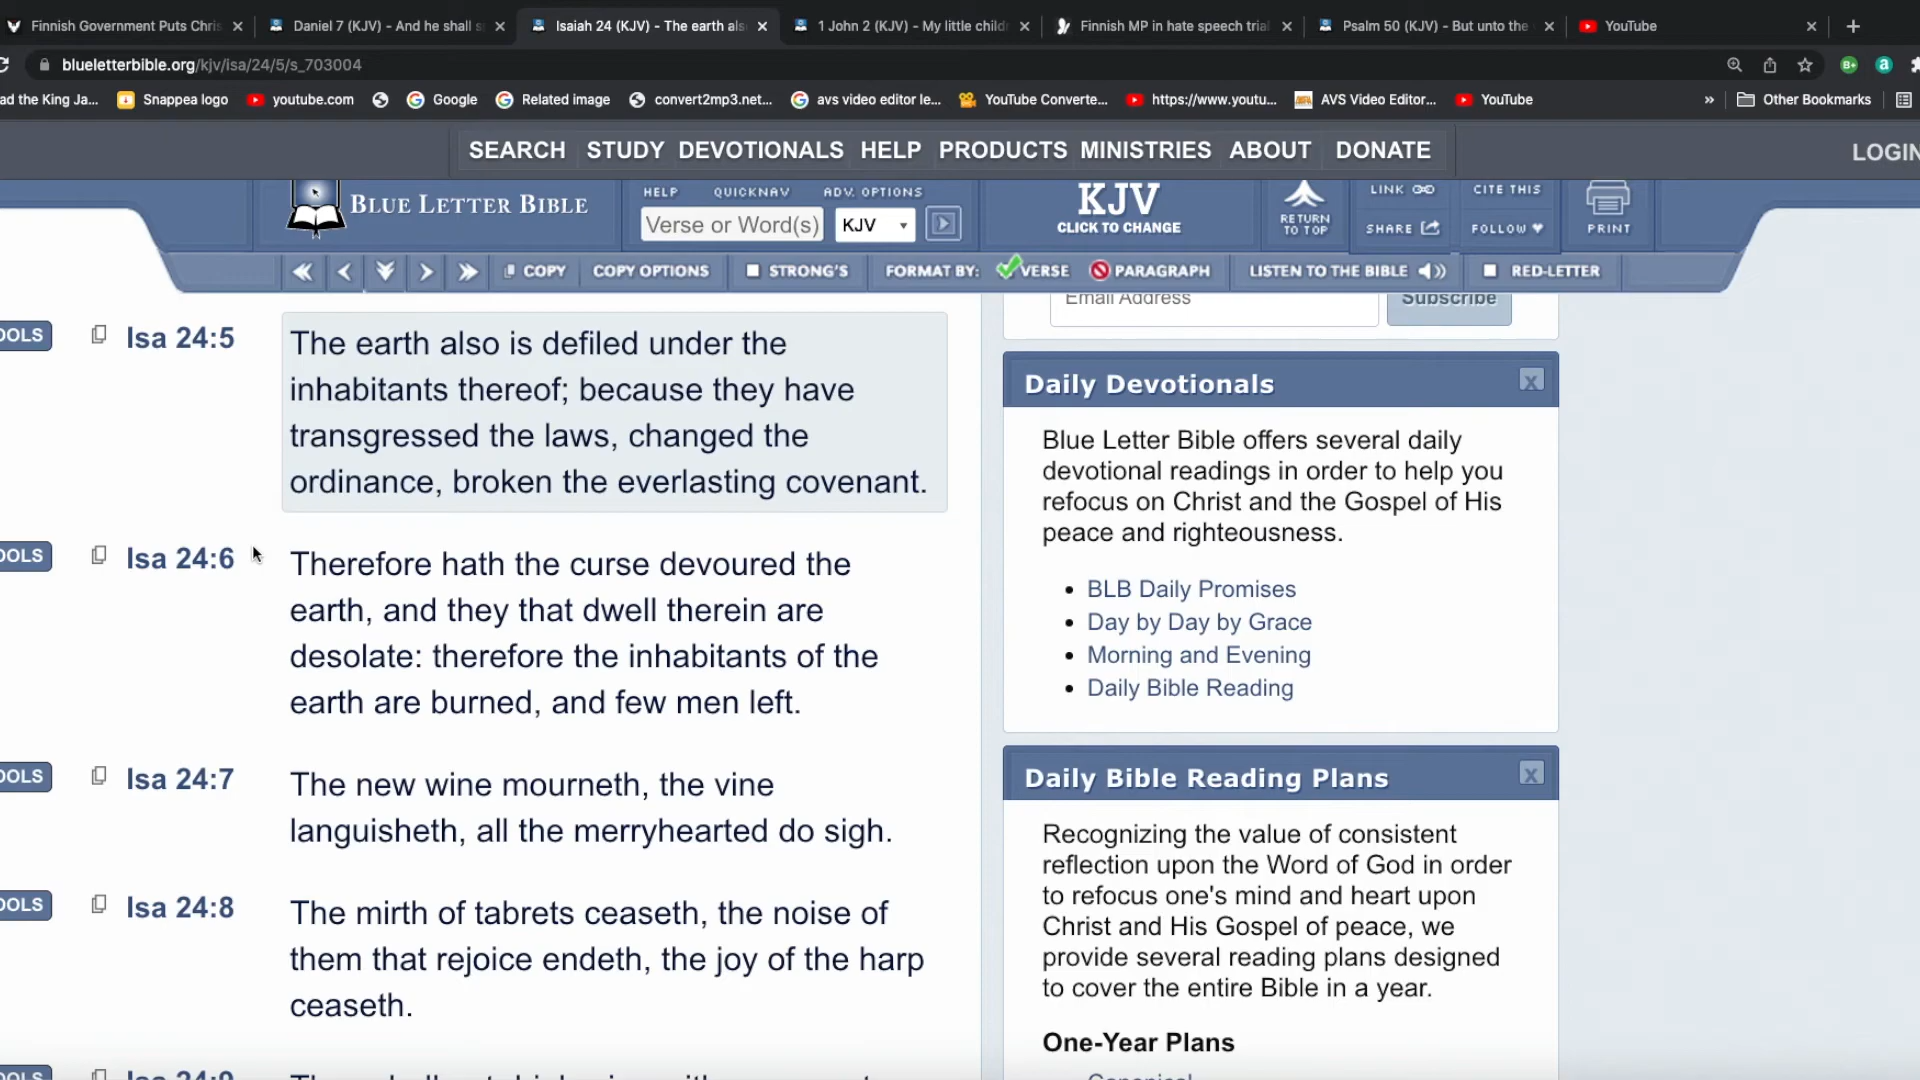 Finnish Government Puts Chris
Daniel 7 (KJV) - And he shall s
Isaiah 24 (KJV) - The earth als
1 John 2 (KJV) - My little child
Finnish MP in hate speech trial
Psalm 50 (KJV) - But unto the
YouTube
blueletterbible.org/kjv/isa/24/5/s_703004
ad the King Ja...
Snappea logo
youtube.com
Google
Related image
convert2mp3.net...
avs video editor le...
YouTube Converte...
https://www.youtu...
AVS Video Editor...
YouTube
» Other Bookmarks
SEARCH STUDY DEVOTIONALS HELP PRODUCTS MINISTRIES ABOUT DONATE
LOGIN
BLUE LETTER BIBLE
HELP QUICKNAV ADV. OPTIONS
Verse or Word(s)
KJV
KJV
CLICK TO CHANGE
RETURN
TO TOP
LINK
SHARE
CITE THIS
FOLLOW
PRINT
COPY
COPY OPTIONS
STRONG'S
FORMAT BY: VERSE PARAGRAPH
LISTEN TO THE BIBLE
RED-LETTER
OOLS
Isa 24:5
The earth also is defiled under the
inhabitants thereof; because they have
transgressed the laws, changed the
ordinance, broken the everlasting covenant.
OOLS
Isa 24:6
Therefore hath the curse devoured the
earth, and they that dwell therein are
desolate: therefore the inhabitants of the
earth are burned, and few men left.
OOLS
Isa 24:7
The new wine mourneth, the vine
languisheth, all the merryhearted do sigh.
OOLS
Isa 24:8
The mirth of tabrets ceaseth, the noise of
them that rejoice endeth, the joy of the harp
ceaseth.
Email Address
Subscribe
Daily Devotionals
x
Blue Letter Bible offers several daily
devotional readings in order to help you
refocus on Christ and the Gospel of His
peace and righteousness.
• BLB Daily Promises
• Day by Day by Grace
• Morning and Evening
• Daily Bible Reading
Daily Bible Reading Plans
x
Recognizing the value of consistent
reflection upon the Word of God in order
to refocus one's mind and heart upon
Christ and His Gospel of peace, we
provide several reading plans designed
to cover the entire Bible in a year.
One-Year Plans